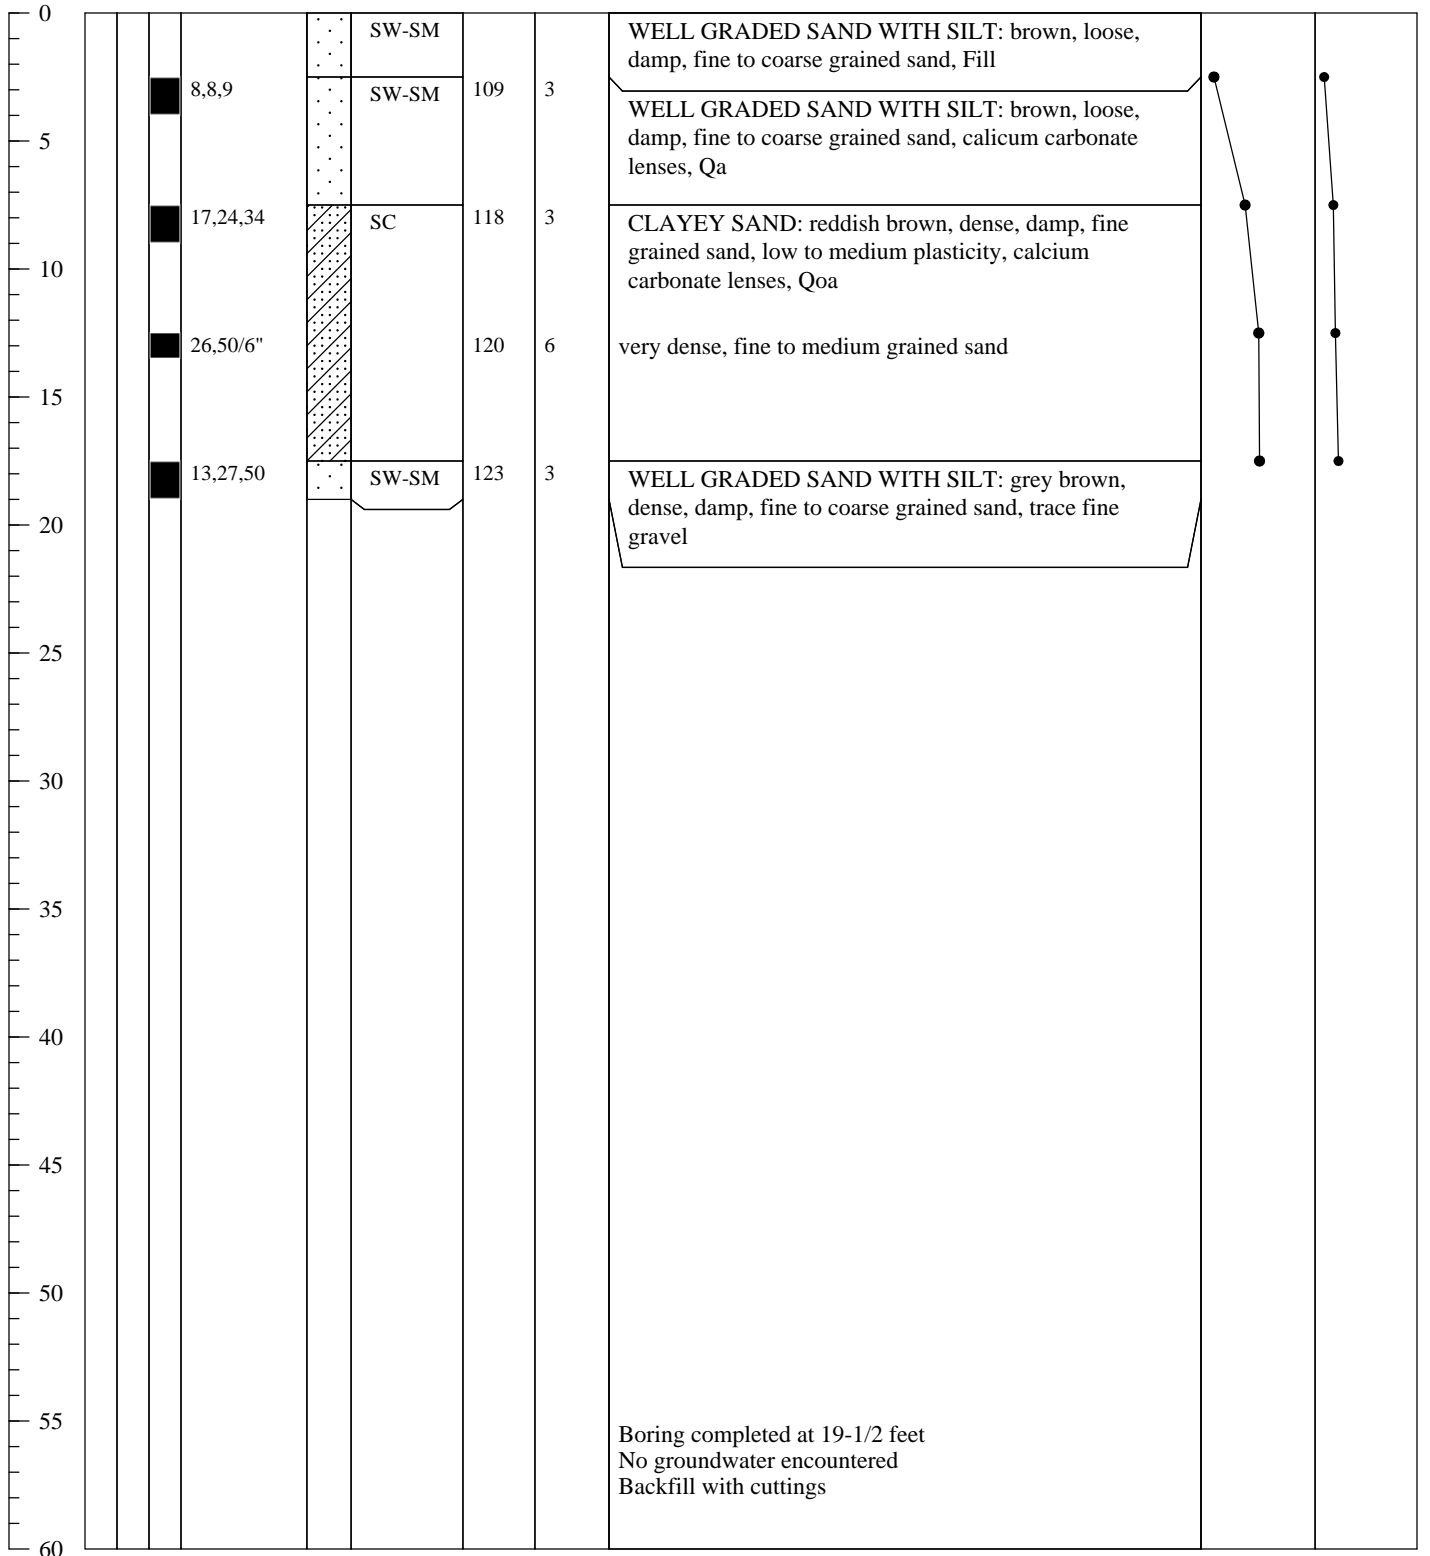 0
SW-SM
WELL GRADED SAND WITH SILT: brown, loose,
damp, fine to coarse grained sand, Fill
8,8,9
SW-SM
109
3
WELL GRADED SAND WITH SILT: brown, loose,
damp, fine to coarse grained sand, calicum carbonate
lenses, Qa
5
17,24,34
SC
118
3
CLAYEY SAND: reddish brown, dense, damp, fine
grained sand, low to medium plasticity, calcium
carbonate lenses, Qoa
10
26,50/6"
120
6
very dense, fine to medium grained sand
15
13,27,50
SW-SM
123
3
WELL GRADED SAND WITH SILT: grey brown,
dense, damp, fine to coarse grained sand, trace fine
gravel
20
25
30
35
40
45
50
55
Boring completed at 19-1/2 feet
No groundwater encountered
Backfill with cuttings
60